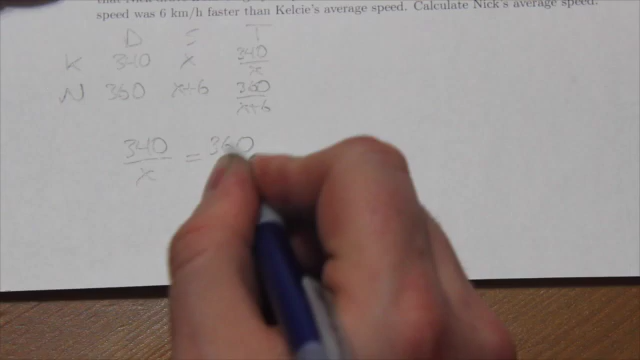 speed was 6 km/h faster than Kelcie's average speed. Calculate Nick's average speed.
D S T
K 340 x 340/x
N 360 x+6 360/x+6
340/x = 360